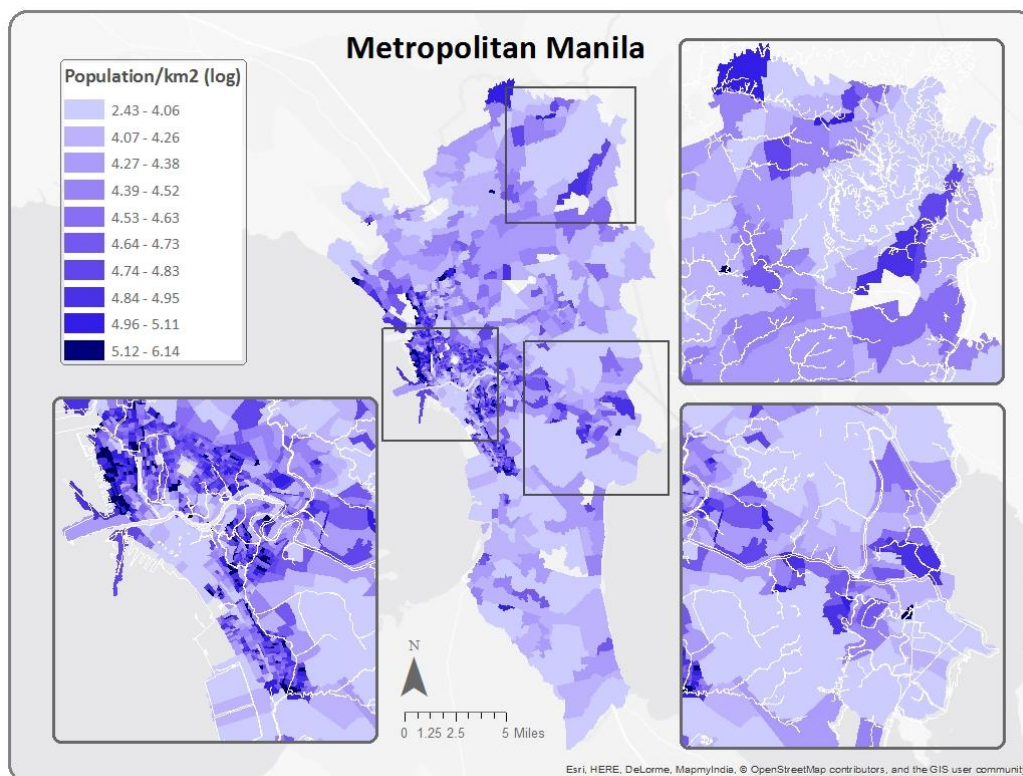 Metropolitan Manila
Population/km2 (log)
2.43 - 4.06
4.07 - 4.26
4.27 - 4.38
4.39 - 4.52
4.53 - 4.63
4.64 - 4.73
4.74 - 4.83
4.84 - 4.95
4.96 - 5.11
5.12 - 6.14
N
0 1.25 2.5 5 Miles
Esri, HERE, DeLorme, MapmyIndia, © OpenStreetMap contributors, and the GIS user communit